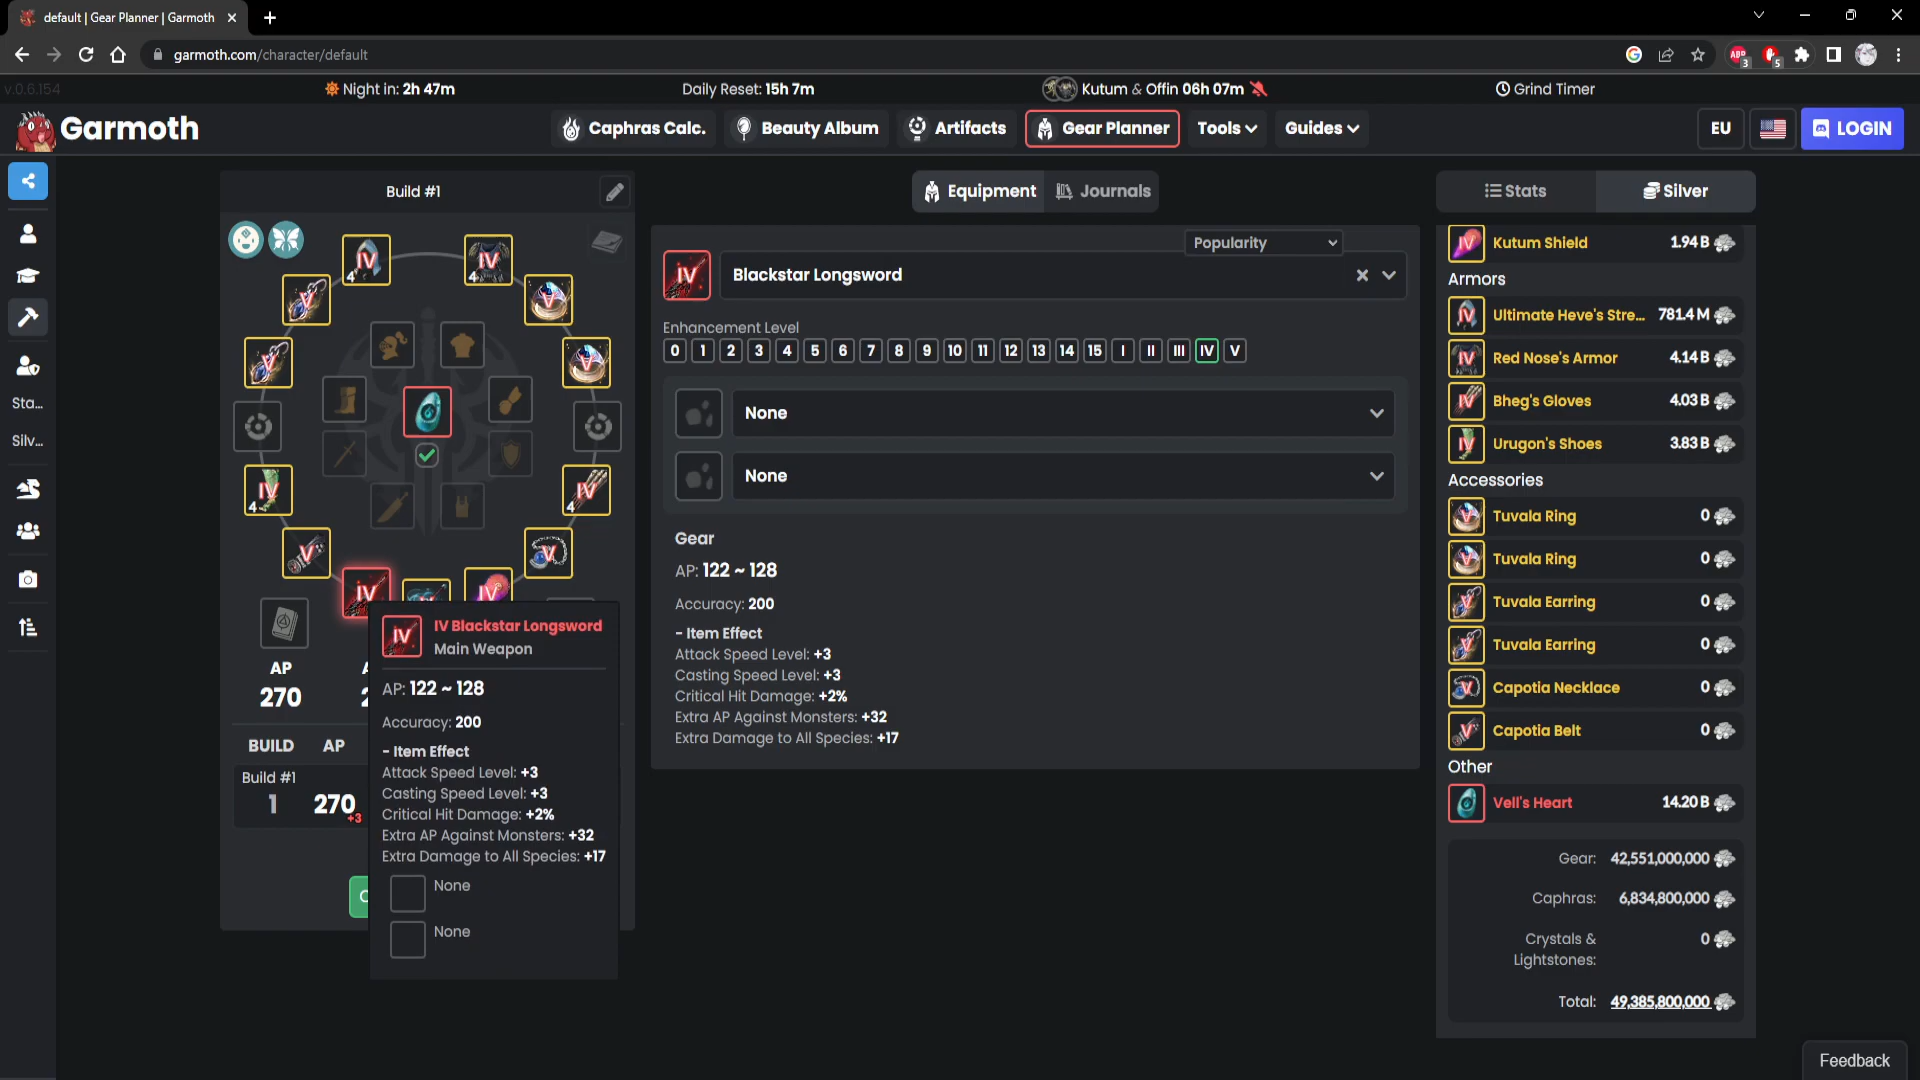 default | Gear Planner | Garmoth
garmoth.com/character/default
v.0.6.154
Night in: 2h 47m
Daily Reset: 15h 7m
Kutum & Offin 06h 07m
Grind Timer
Garmoth
Caphras Calc.
Beauty Album
Artifacts
Gear Planner
Tools
Guides
EU
LOGIN
Sta...
Silv...
Build #1
AP
270
BUILD AP
Build #1
1 270 +3
IV Blackstar Longsword
Main Weapon
AP: 122 ~ 128
Accuracy: 200
- Item Effect
Attack Speed Level: +3
Casting Speed Level: +3
Critical Hit Damage: +2%
Extra AP Against Monsters: +32
Extra Damage to All Species: +17
None
None
Equipment
Journals
Popularity
Blackstar Longsword
Enhancement Level
0 1 2 3 4 5 6 7 8 9 10 11 12 13 14 15 I II III IV V
None
None
Gear
AP: 122 ~ 128
Accuracy: 200
- Item Effect
Attack Speed Level: +3
Casting Speed Level: +3
Critical Hit Damage: +2%
Extra AP Against Monsters: +32
Extra Damage to All Species: +17
Stats
Silver
Kutum Shield 1.94 B
Armors
Ultimate Heve's Stre... 781.4 M
Red Nose's Armor 4.14 B
Bheg's Gloves 4.03 B
Urugon's Shoes 3.83 B
Accessories
Tuvala Ring 0
Tuvala Ring 0
Tuvala Earring 0
Tuvala Earring 0
Capotia Necklace 0
Capotia Belt 0
Other
Vell's Heart 14.20 B
Gear: 42,551,000,000
Caphras: 6,834,800,000
Crystals & 0
Lightstones:
Total: 49,385,800,000
Feedback